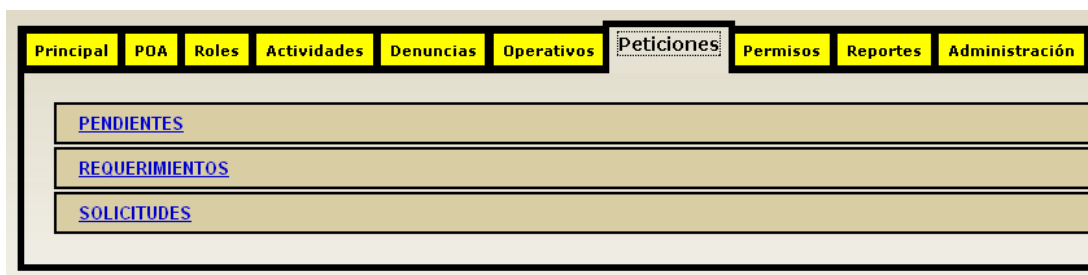 Principal POA Roles Actividades Denuncias Operativos Peticiones Permisos Reportes Administración
PENDIENTES
REQUERIMIENTOS
SOLICITUDES